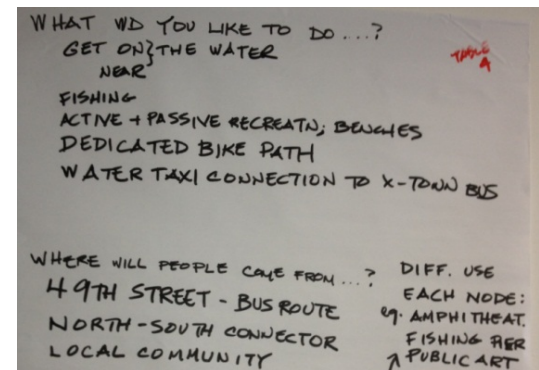 WHAT WD YOU LIKE TO DO...?
GET ON } THE WATER
NEAR
TABLE
4
FISHING
ACTIVE + PASSIVE RECREATN; BENCHES
DEDICATED BIKE PATH
WATER TAXI CONNECTION TO X-TOWN BUS
WHERE WILL PEOPLE COME FROM...?
49TH STREET - BUS ROUTE
NORTH-SOUTH CONNECTOR
LOCAL COMMUNITY
DIFF. USE
EACH NODE:
eg. AMPHITHEAT.
FISHING PIER
↗ PUBLIC ART